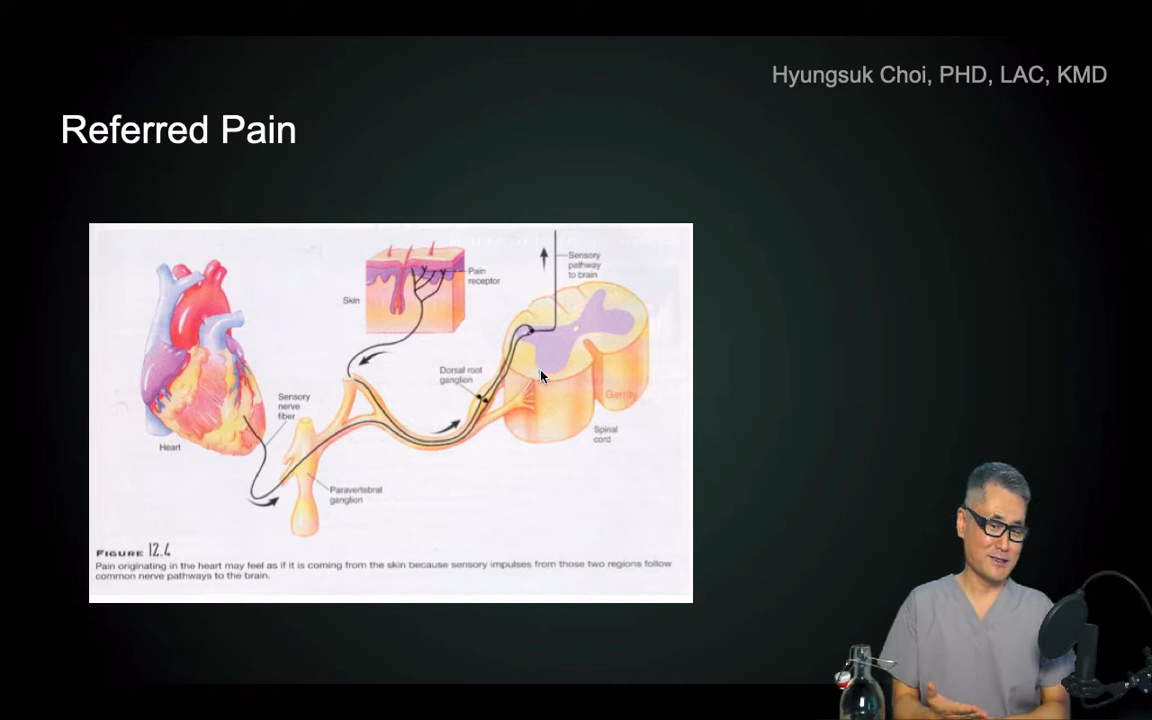 Hyungsuk Choi, PHD, LAC, KMD
Referred Pain
Sensory
pathway
to brain
Pain
receptor
Skin
Dorsal root
ganglion
Sensory
nerve
fiber
Gerrity
Spinal
cord
Heart
Paravertebral
ganglion
FIGURE 12.4
Pain originating in the heart may feel as if it is coming from the skin because sensory impulses from those two regions follow
common nerve pathways to the brain.